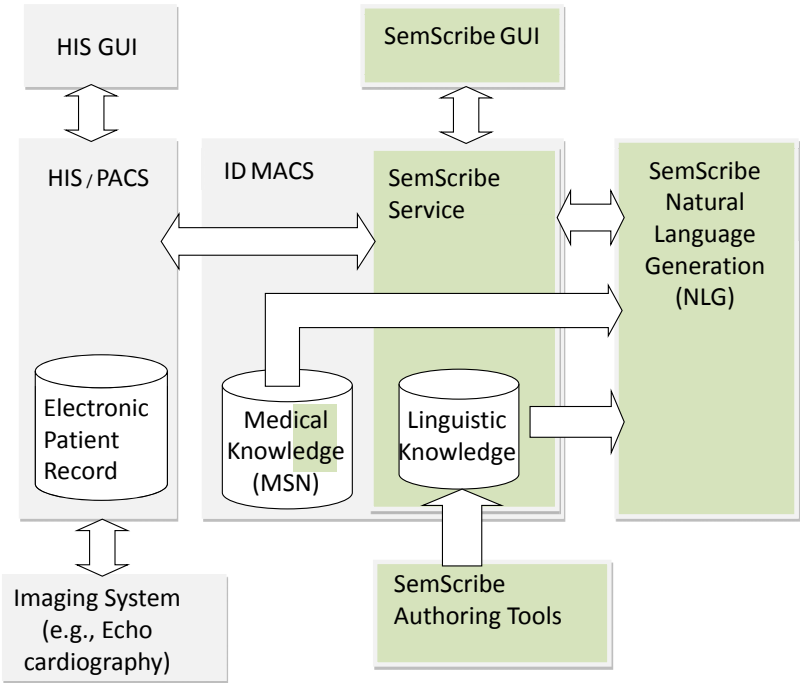 HIS GUI
SemScribe GUI
HIS / PACS
ID MACS
SemScribe
Service
SemScribe
Natural
Language
Generation
(NLG)
Electronic
Patient
Record
Medical
Knowledge
(MSN)
Linguistic
Knowledge
Imaging System
(e.g., Echo
cardiography)
SemScribe
Authoring Tools